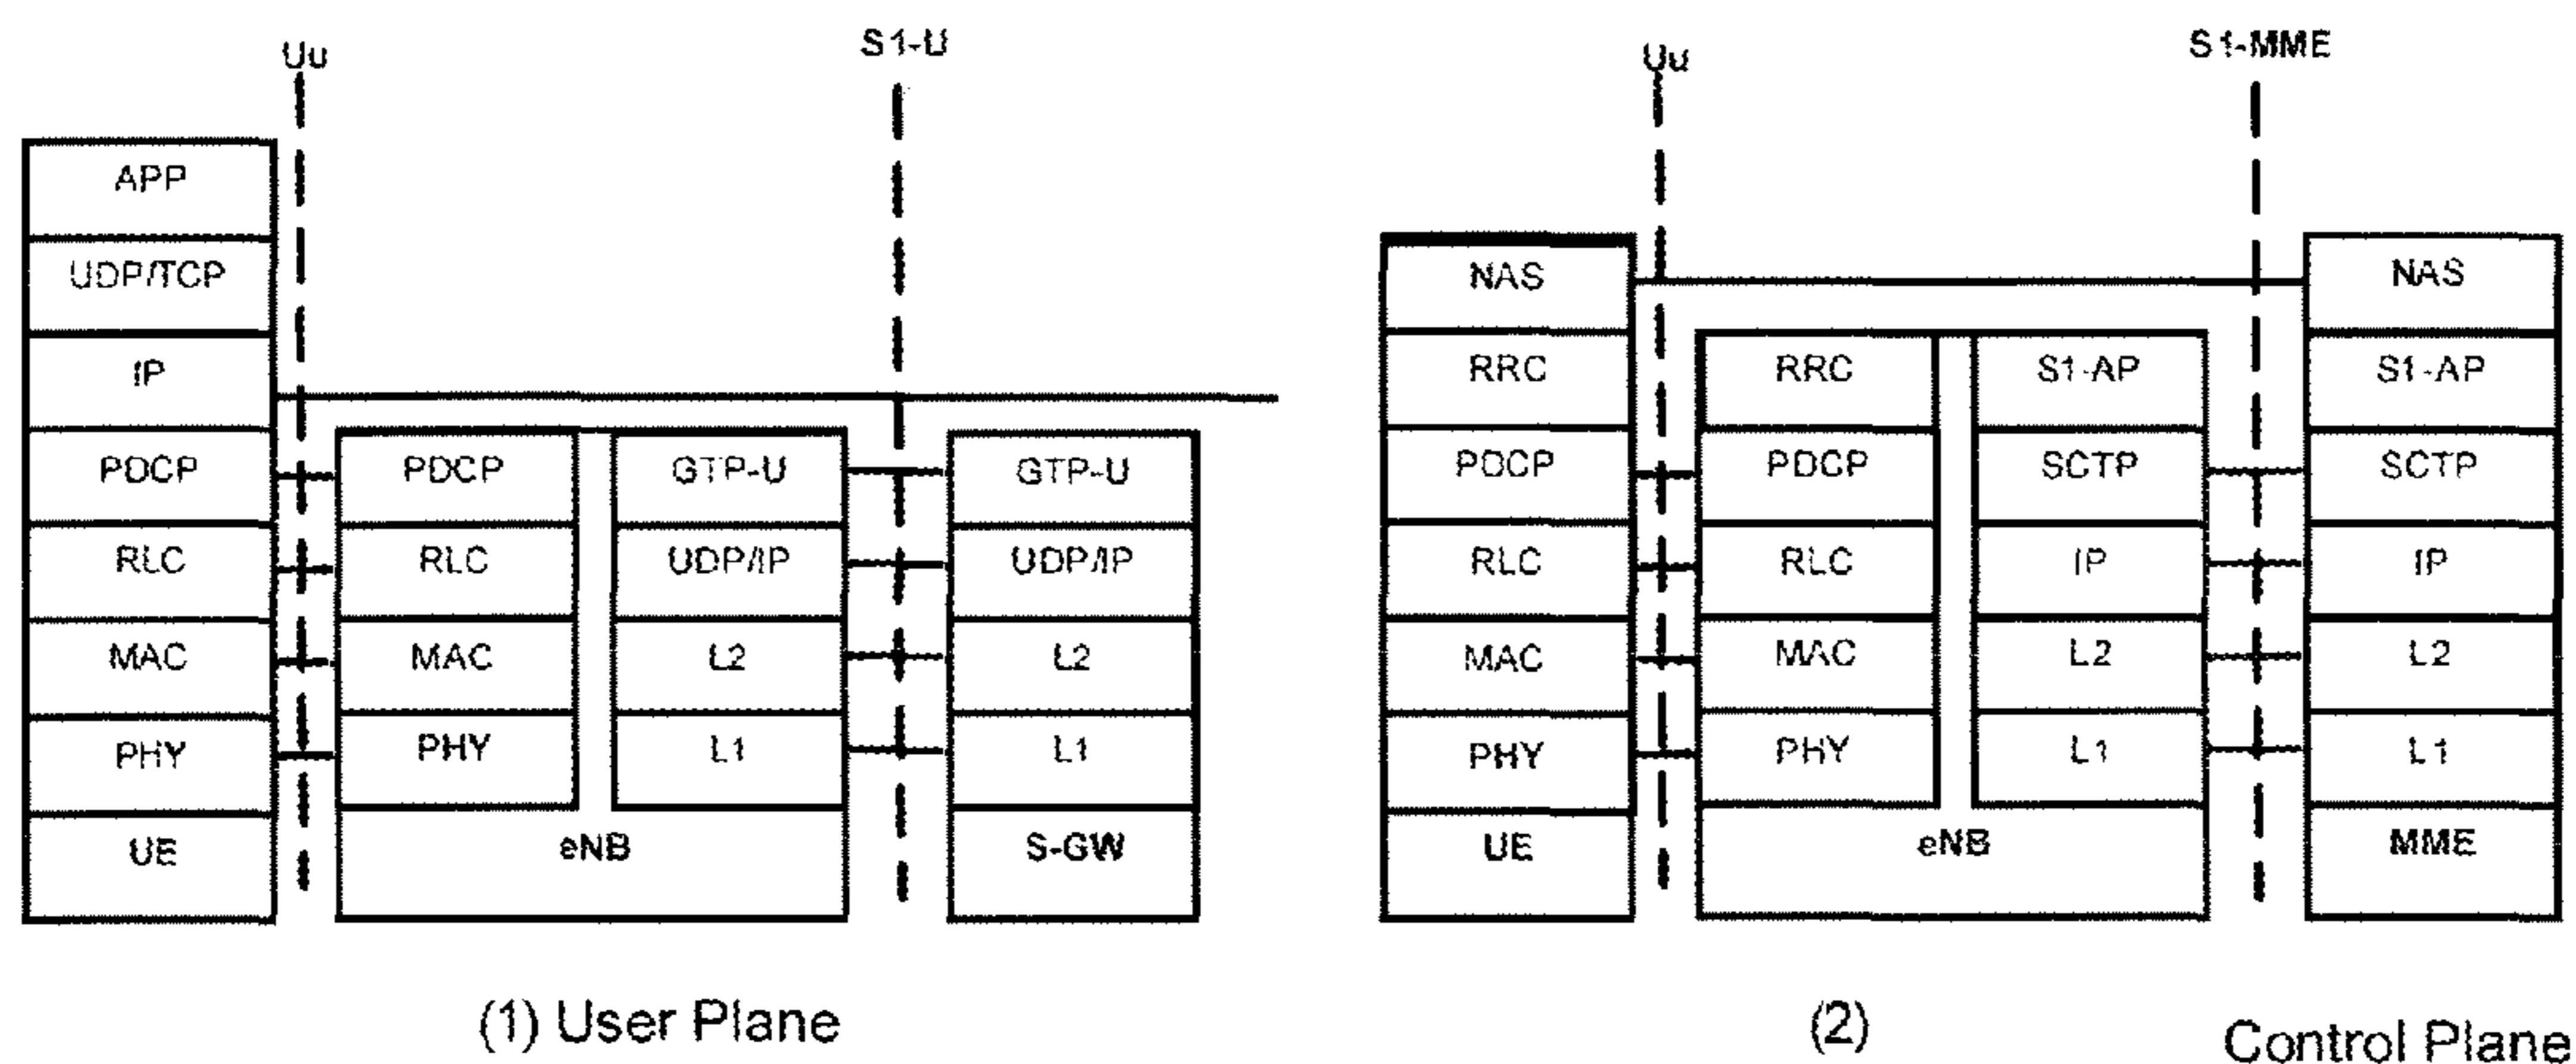 Uu
S1-U
APP
UDP/TCP
IP
PDCP
RLC
MAC
PHY
UE
PDCP
RLC
MAC
PHY
GTP-U
UDP/IP
L2
L1
eNB
GTP-U
UDP/IP
L2
L1
S-GW
(1) User Plane
Uu
S1-MME
NAS
RRC
PDCP
RLC
MAC
PHY
UE
RRC
PDCP
RLC
MAC
PHY
S1-AP
SCTP
IP
L2
L1
eNB
NAS
S1-AP
SCTP
IP
L2
L1
MME
(2) Control Plane